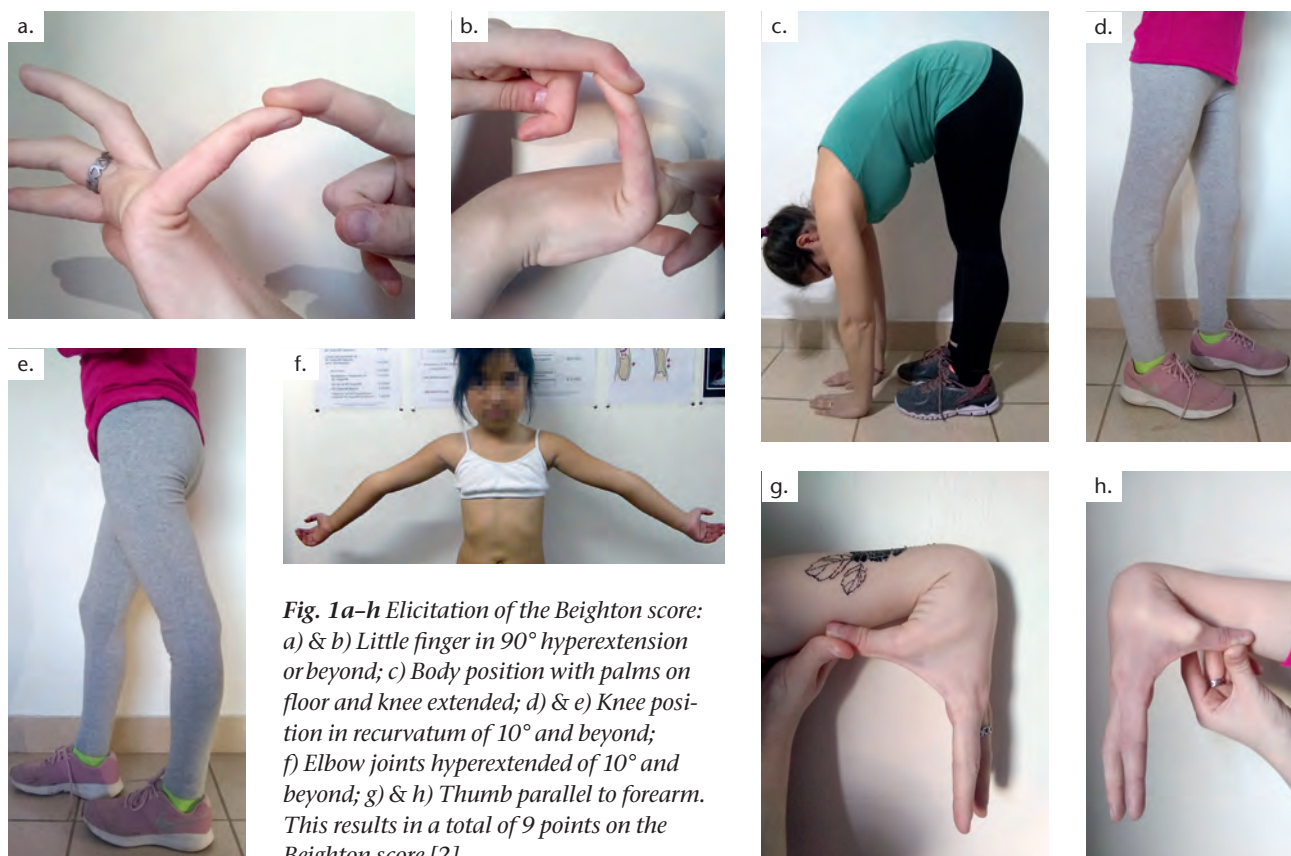 a.
b.
c.
d.
e.
f.
g.
h.
Fig. 1a–h Elicitation of the Beighton score:
a) & b) Little finger in 90° hyperextension
or beyond; c) Body position with palms on
floor and knee extended; d) & e) Knee posi-
tion in recurvatum of 10° and beyond;
f) Elbow joints hyperextended of 10° and
beyond; g) & h) Thumb parallel to forearm.
This results in a total of 9 points on the
Beighton score [2]